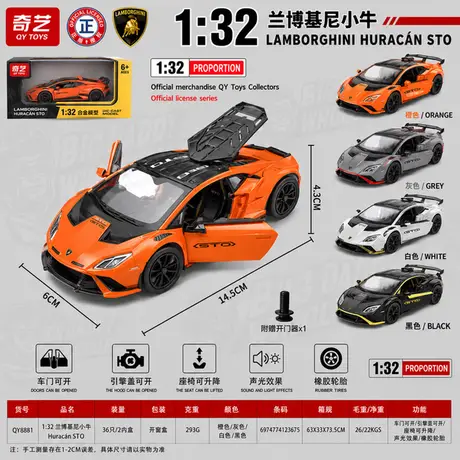 奇艺
QY TOYS
OFFICIAL LICENSED
正 版 授 权
1:32
兰博基尼小牛
LAMBORGHINI HURACÁN STO
奇艺
6+
LAMBORGHINI
HURACÁN STO
1:32 合金模型
1:32 PROPORTION
Official merchandise QY Toys Collectors
Official license series
橙色 / ORANGE
灰色 / GREY
白色 / WHITE
黑色 / BLACK
STO
4.3CM
6CM
14.5CM
附赠开门器x1
车门可开
DOORS CAN BE OPENED
引擎盖可开
THE HOOD CAN BE OPENED
座椅可升降
THE SEAT CAN BE LIFTED
声光效果
SOUND AND LIGHT EFFECTS
橡胶轮胎
RUBBER TIRES
1:32 PROPORTION
货号 品名 装量 包装 克重 颜色 条码 箱规 毛重/净重 功能
QY8881 1:32 兰博基尼小牛 Huracán.STO 36只/2内盒 开窗盒 293G 橙色/灰色/白色/黑色 6974774123675 63X33X73.5CM 26/22KGS 车门可开/引擎盖可开/座椅可升降/声光效果/橡胶轮胎
注:手工测量存在1-2CM误差,具体尺寸请以实物为准